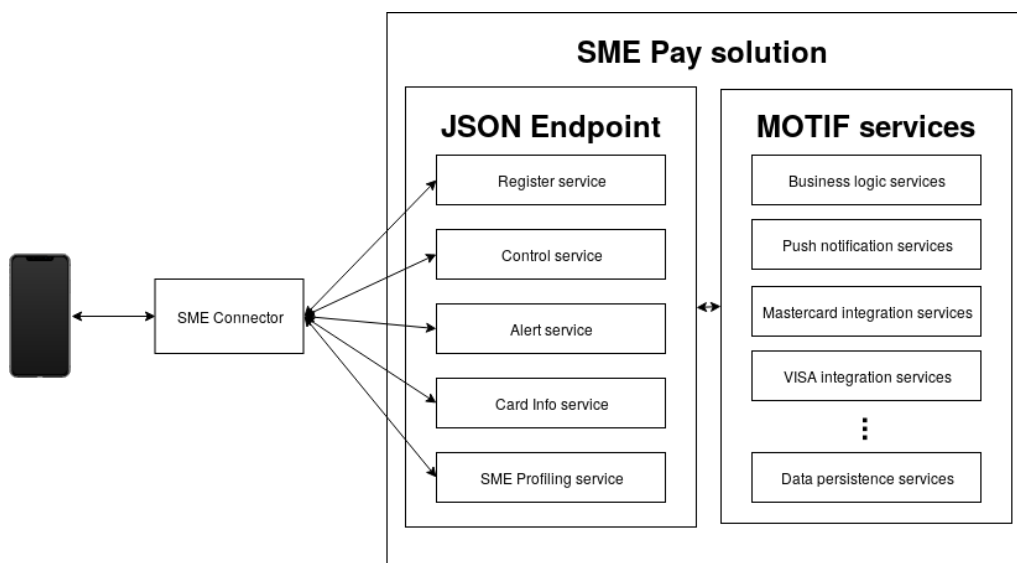 SME Pay solution
JSON Endpoint
MOTIF services
Register service
Business logic services
Control service
Push notification services
SME Connector
Alert service
Mastercard integration services
Card Info service
VISA integration services
SME Profiling service
Data persistence services